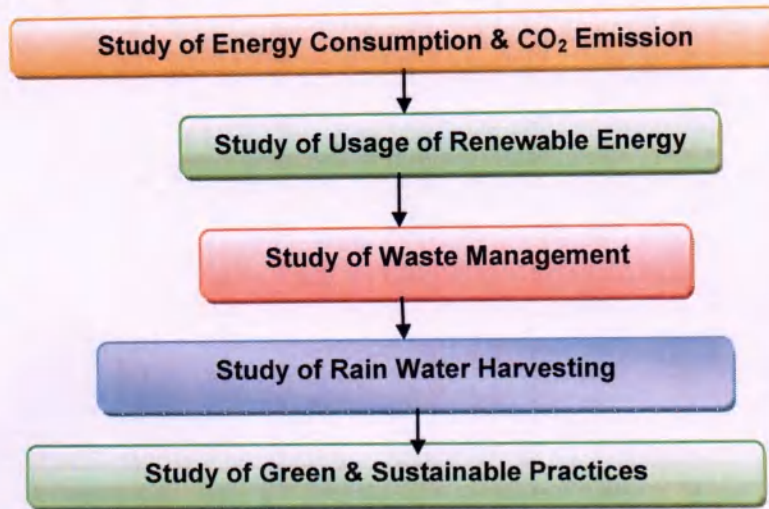 Study of Energy Consumption & CO₂ Emission
Study of Usage of Renewable Energy
Study of Waste Management
Study of Rain Water Harvesting
Study of Green & Sustainable Practices